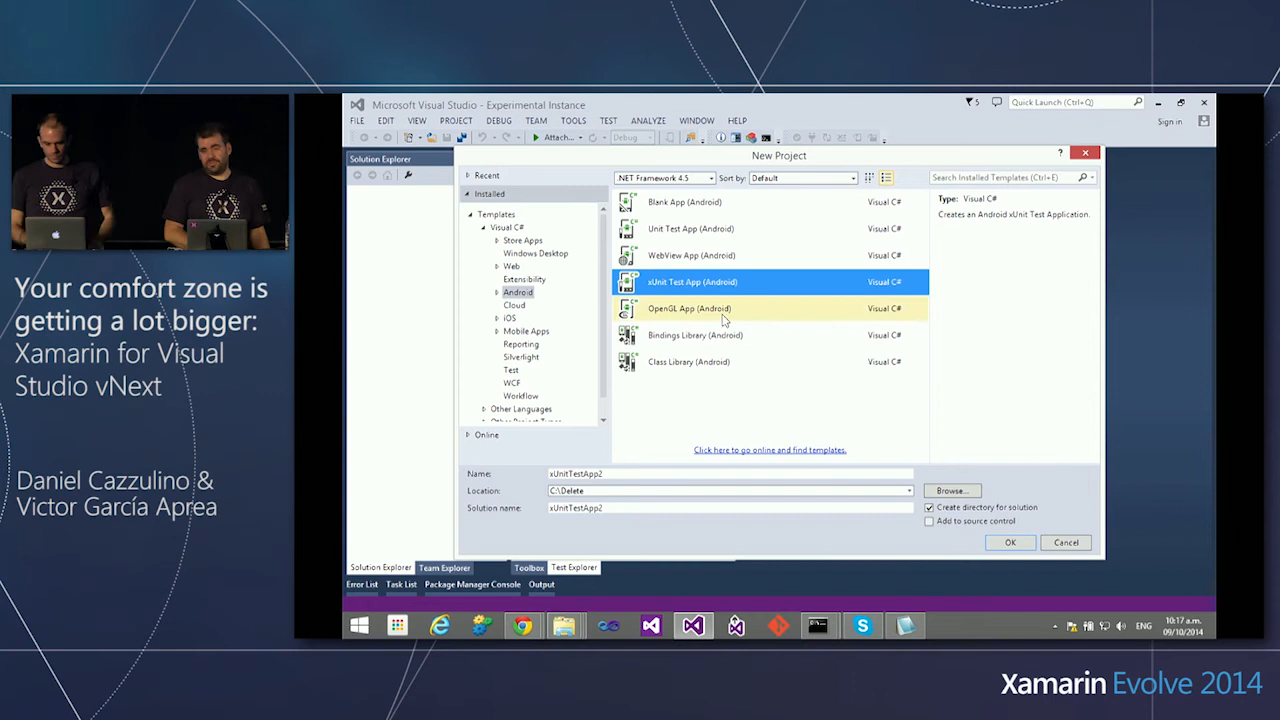 Microsoft Visual Studio - Experimental Instance
5
Quick Launch (Ctrl+Q)
FILE EDIT VIEW PROJECT DEBUG TEAM TOOLS TEST ANALYZE WINDOW HELP
Sign in
Attach...
Debug
Solution Explorer
New Project
?
Recent
.NET Framework 4.5
Sort by:
Default
Search Installed Templates (Ctrl+E)
Installed
Templates
Visual C#
Store Apps
Windows Desktop
Web
Extensibility
Android
Cloud
iOS
Mobile Apps
Reporting
Silverlight
Test
WCF
Workflow
Other Languages
Other Project Types
Online
Blank App (Android) Visual C#
Unit Test App (Android) Visual C#
WebView App (Android) Visual C#
xUnit Test App (Android) Visual C#
OpenGL App (Android) Visual C#
Bindings Library (Android) Visual C#
Class Library (Android) Visual C#
Click here to go online and find templates.
Type: Visual C#
Creates an Android xUnit Test Application.
Name: xUnitTestApp2
Location: C:\Delete
Browse...
Solution name: xUnitTestApp2
Create directory for solution
Add to source control
OK Cancel
Solution Explorer Team Explorer Toolbox Test Explorer
Error List Task List Package Manager Console Output
ENG
10:17 a.m.
09/10/2014
Your comfort zone is
getting a lot bigger:
Xamarin for Visual
Studio vNext
Daniel Cazzulino &
Victor García Aprea
Xamarin Evolve 2014